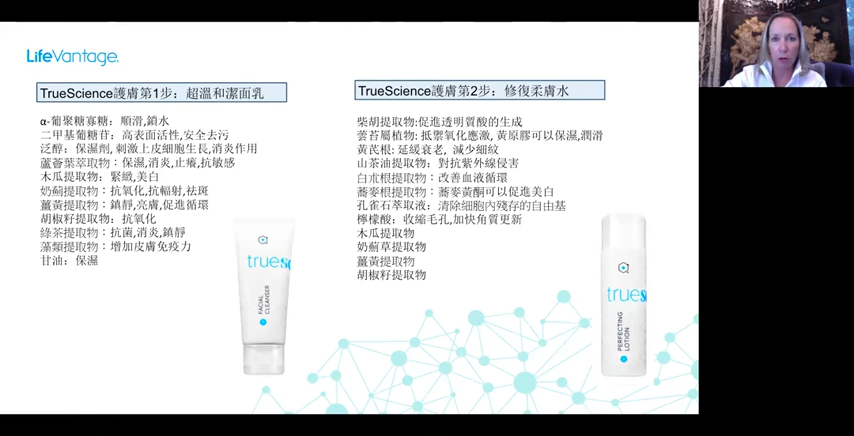 LifeVantage.
TrueScience護膚第1步：超溫和潔面乳
α-葡聚糖寡糖：順滑,鎖水
二甲基葡糖苷：高表面活性,安全去污
泛醇：保濕劑, 刺激上皮細胞生長,消炎作用
蘆薈葉萃取物：保濕,消炎,止癢,抗敏感
木瓜提取物：緊緻,美白
奶薊提取物：抗氧化,抗輻射,祛斑
薑黃提取物：鎮靜,亮膚,促進循環
胡椒籽提取物：抗氧化
綠茶提取物：抗菌,消炎,鎮靜
藻類提取物：增加皮膚免疫力
甘油：保濕
TrueScience護膚第2步：修復柔膚水
柴胡提取物:促進透明質酸的生成
蕓苔屬植物: 抵禦氧化應激, 黃原膠可以保濕,潤滑
黃芪根: 延緩衰老, 減少細紋
山茶油提取物：對抗紫外線侵害
白朮根提取物：改善血液循環
蕎麥根提取物：蕎麥黃酮可以促進美白
孔雀石萃取液：清除細胞內殘存的自由基
檸檬酸：收縮毛孔,加快角質更新
木瓜提取物
奶薊草提取物
薑黃提取物
胡椒籽提取物
truesc
FACIAL
CLEANSER
trues
PERFECTING
LOTION